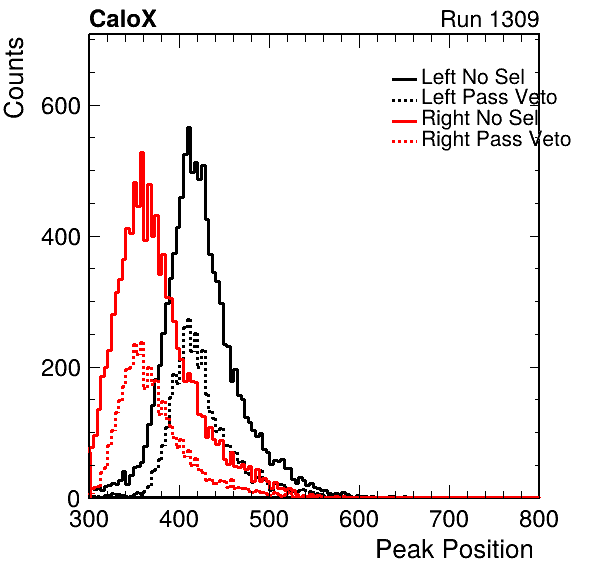 CaloX Run 1309
Counts
Left No Sel
Left Pass Veto
Right No Sel
Right Pass Veto
600
400
200
0
300 400 500 600 700 800
Peak Position